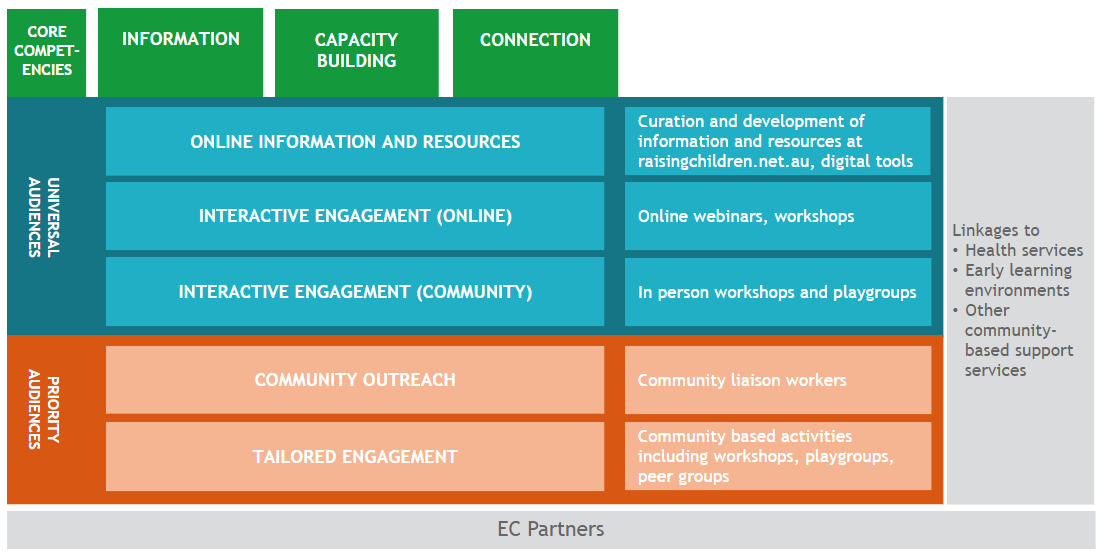 CORE
COMPET-
ENCIES
INFORMATION
CAPACITY
BUILDING
CONNECTION
UNIVERSAL
AUDIENCES
ONLINE INFORMATION AND RESOURCES
Curation and development of
information and resources at
raisingchildren.net.au, digital tools
INTERACTIVE ENGAGEMENT (ONLINE)
Online webinars, workshops
INTERACTIVE ENGAGEMENT (COMMUNITY)
In person workshops and playgroups
PRIORITY
AUDIENCES
COMMUNITY OUTREACH
Community liaison workers
TAILORED ENGAGEMENT
Community based activities
including workshops, playgroups,
peer groups
Linkages to
• Health services
• Early learning
environments
• Other
community-
based support
services
EC Partners